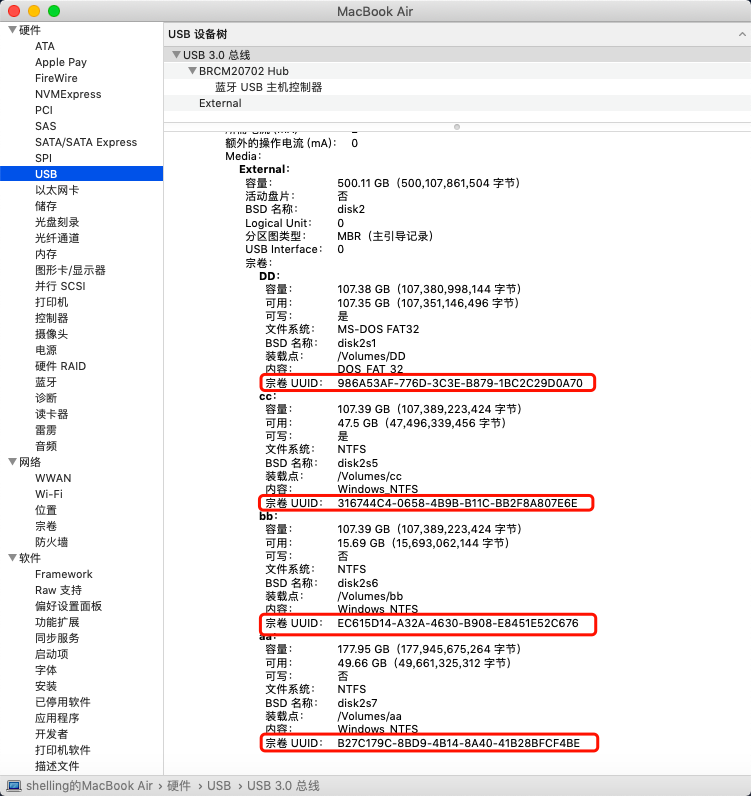 MacBook Air
硬件
ATA
Apple Pay
FireWire
NVMExpress
PCI
SAS
SATA/SATA Express
SPI
USB
以太网卡
储存
光盘刻录
光纤通道
内存
图形卡/显示器
并行 SCSI
打印机
控制器
摄像头
电源
硬件 RAID
蓝牙
诊断
读卡器
雷雳
音频
网络
WWAN
Wi-Fi
位置
宗卷
防火墙
软件
Framework
Raw 支持
偏好设置面板
功能扩展
同步服务
启动项
字体
安装
已停用软件
应用程序
开发者
打印机软件
描述文件
USB 设备树
USB 3.0 总线
BRCM20702 Hub
蓝牙 USB 主机控制器
External
额外的操作电流 (mA)： 0
Media：
External：
容量： 500.11 GB（500,107,861,504 字节）
活动盘片： 否
BSD 名称： disk2
Logical Unit： 0
分区图类型： MBR（主引导记录）
USB Interface： 0
宗卷：
DD：
容量： 107.38 GB（107,380,998,144 字节）
可用： 107.35 GB（107,351,146,496 字节）
可写： 是
文件系统： MS-DOS FAT32
BSD 名称： disk2s1
装载点： /Volumes/DD
内容： DOS_FAT_32
宗卷 UUID： 986A53AF-776D-3C3E-B879-1BC2C29D0A70
cc：
容量： 107.39 GB（107,389,223,424 字节）
可用： 47.5 GB（47,496,339,456 字节）
可写： 是
文件系统： NTFS
BSD 名称： disk2s5
装载点： /Volumes/cc
内容： Windows_NTFS
宗卷 UUID： 316744C4-0658-4B9B-B11C-BB2F8A807E6E
bb：
容量： 107.39 GB（107,389,223,424 字节）
可用： 15.69 GB（15,693,062,144 字节）
可写： 否
文件系统： NTFS
BSD 名称： disk2s6
装载点： /Volumes/bb
内容： Windows_NTFS
宗卷 UUID： EC615D14-A32A-4630-B908-E8451E52C676
aa：
容量： 177.95 GB（177,945,675,264 字节）
可用： 49.66 GB（49,661,325,312 字节）
可写： 否
文件系统： NTFS
BSD 名称： disk2s7
装载点： /Volumes/aa
内容： Windows_NTFS
宗卷 UUID： B27C179C-8BD9-4B14-8A40-41B28BFCF4BE
shelling的MacBook Air › 硬件 › USB › USB 3.0 总线